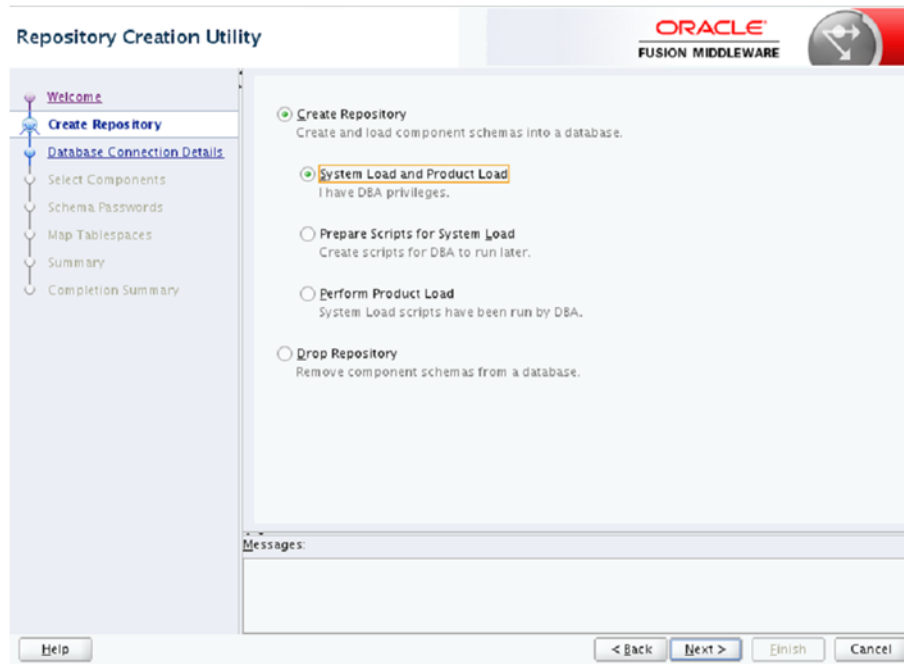 Repository Creation Utility
ORACLE
FUSION MIDDLEWARE
Welcome
Create Repository
Database Connection Details
Select Components
Schema Passwords
Map Tablespaces
Summary
Completion Summary
Create Repository
Create and load component schemas into a database.
System Load and Product Load
I have DBA privileges.
Prepare Scripts for System Load
Create scripts for DBA to run later.
Perform Product Load
System Load scripts have been run by DBA.
Drop Repository
Remove component schemas from a database.
Messages:
Help
< Back
Next >
Finish
Cancel